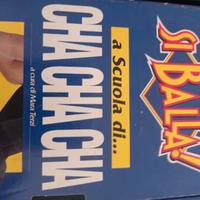 SI
BALLA!
a Scuola di...
CHA CHA CHA
a cura di Mara Terzi